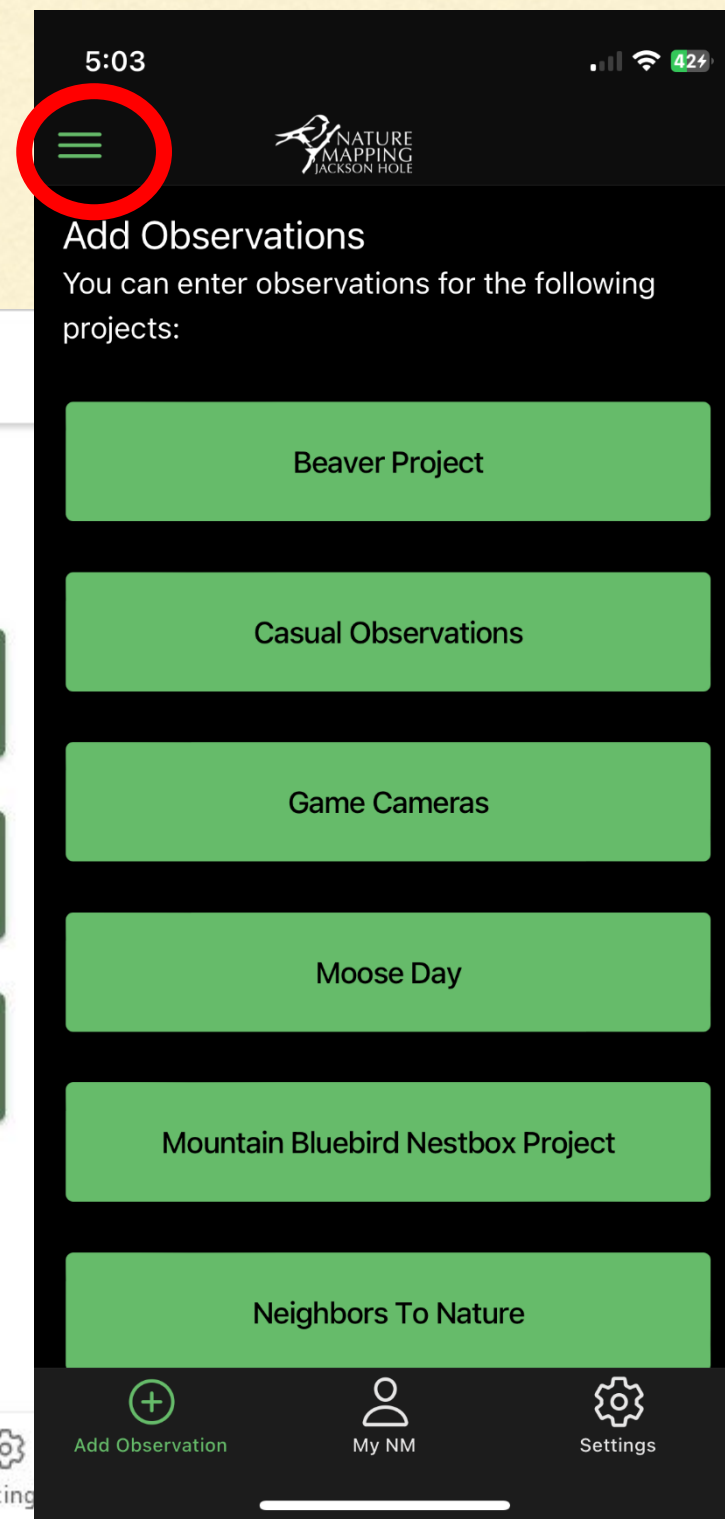 5:03
42
NATURE
MAPPING
JACKSON HOLE
Add Observations
You can enter observations for the following
projects:
Beaver Project
Casual Observations
Game Cameras
Moose Day
Mountain Bluebird Nestbox Project
Neighbors To Nature
Add Observation
My NM
Settings